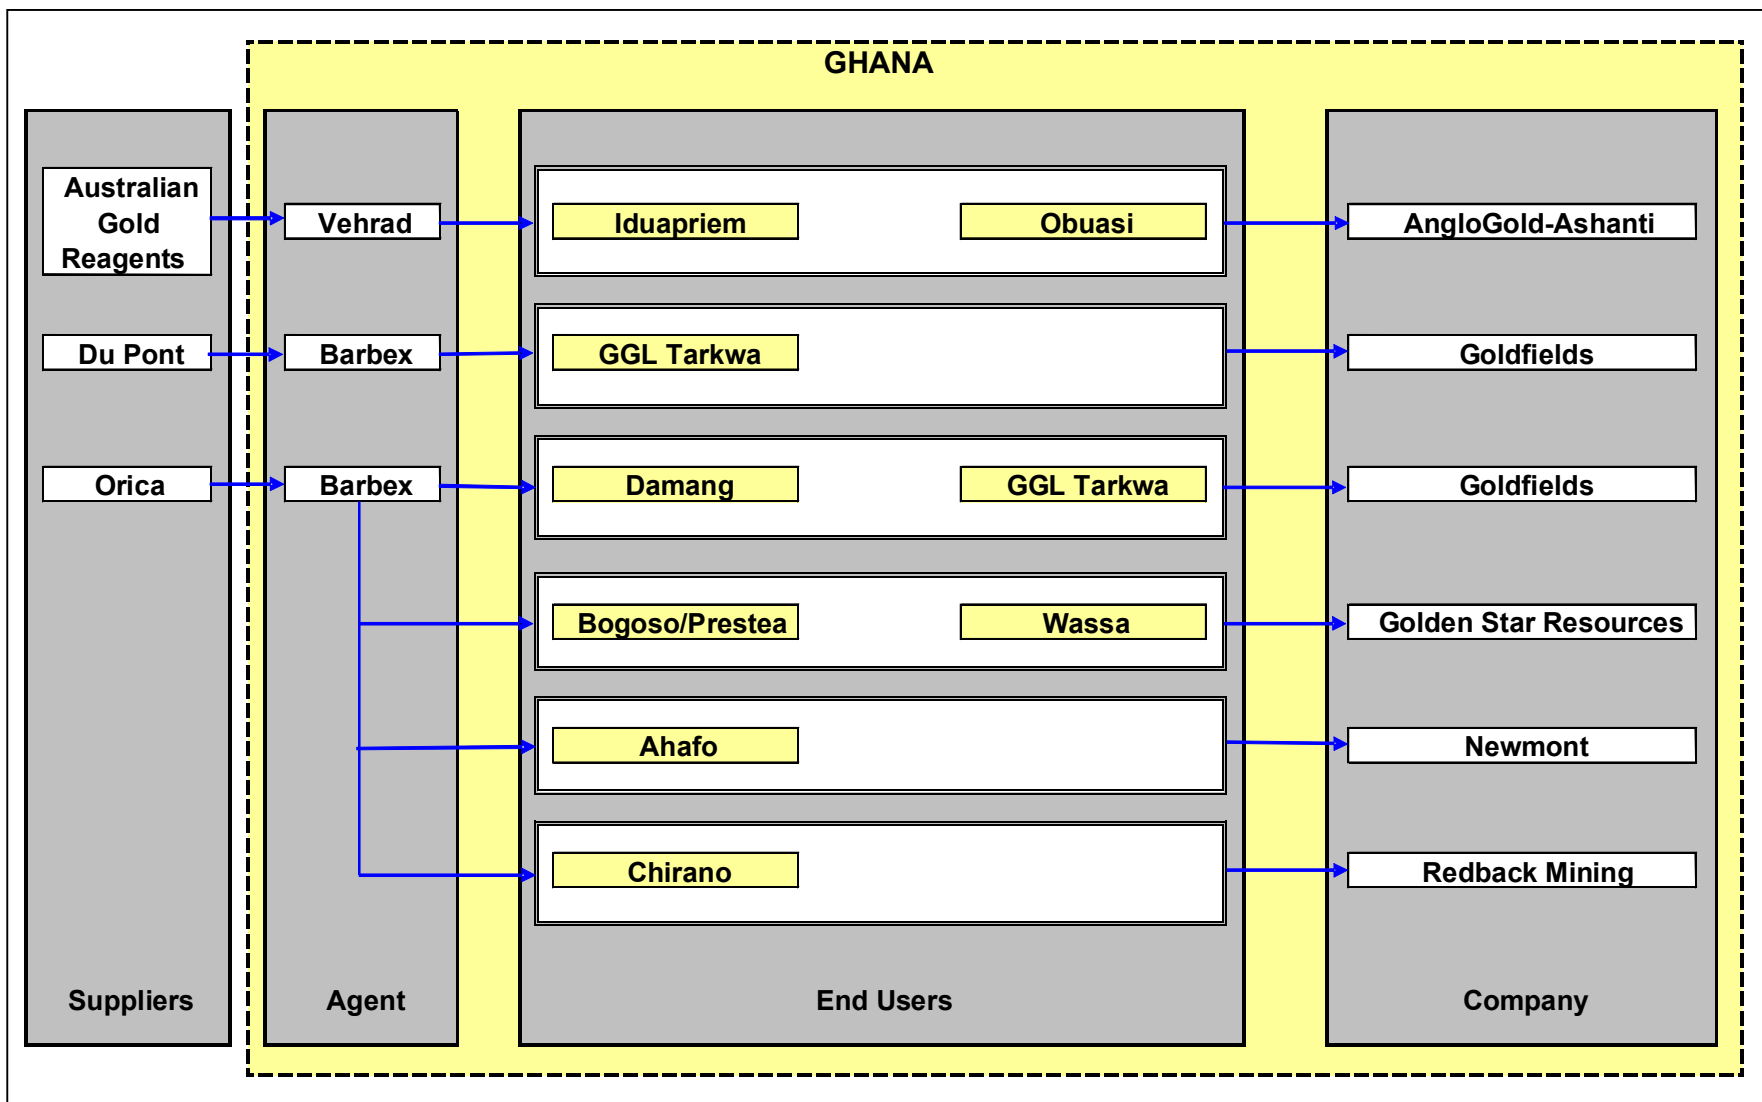 GHANA
Australian
Gold
Reagents
Vehrad
Iduapriem
Obuasi
AngloGold-Ashanti
Du Pont
Barbex
GGL Tarkwa
Goldfields
Orica
Barbex
Damang
GGL Tarkwa
Goldfields
Bogoso/Prestea
Wassa
Golden Star Resources
Ahafo
Newmont
Chirano
Redback Mining
Suppliers
Agent
End Users
Company